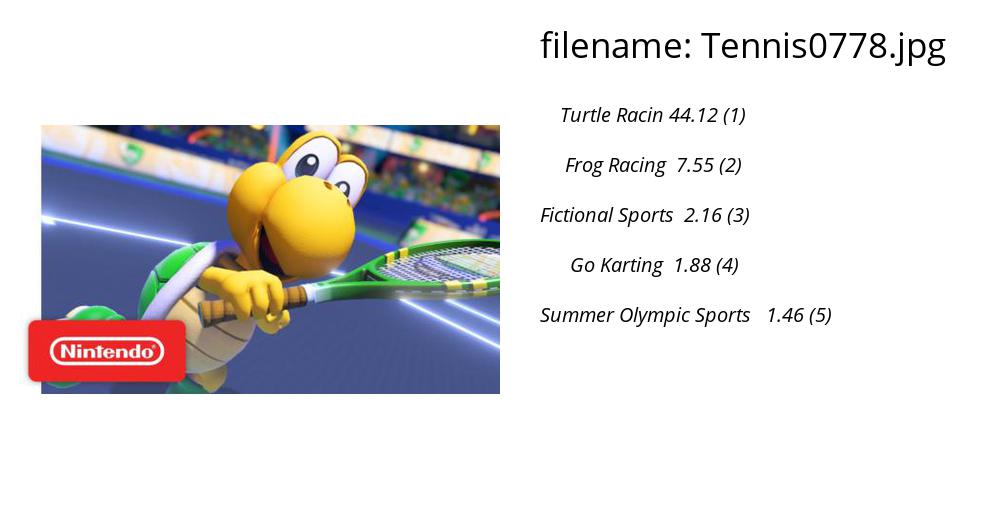 filename: Tennis0778.jpg
Turtle Racin 44.12 (1)
Frog Racing 7.55 (2)
Fictional Sports 2.16 (3)
Go Karting 1.88 (4)
Summer Olympic Sports 1.46 (5)
Nintendo